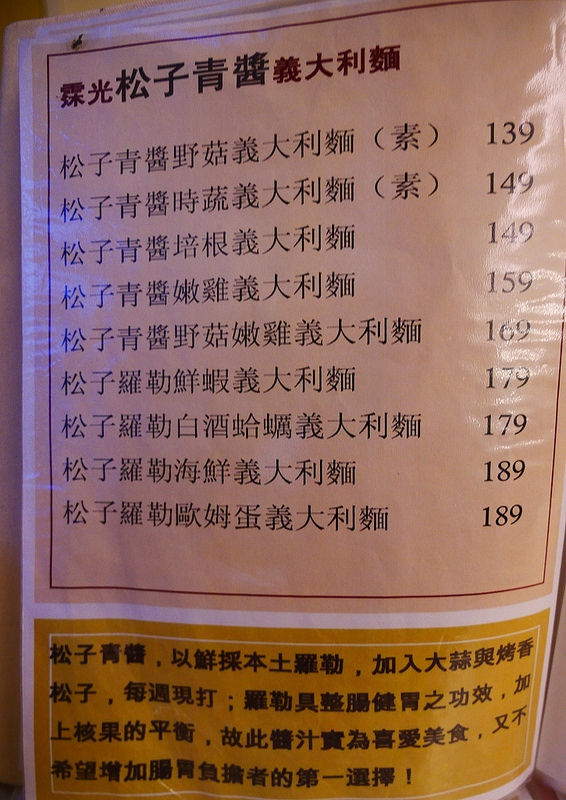 霂光松子青醬義大利麵
松子青醬野菇義大利麵（素） 139
松子青醬時蔬義大利麵（素） 149
松子青醬培根義大利麵 149
松子青醬嫩雞義大利麵 159
松子青醬野菇嫩雞義大利麵 169
松子羅勒鮮蝦義大利麵 179
松子羅勒白酒蛤蠣義大利麵 179
松子羅勒海鮮義大利麵 189
松子羅勒歐姆蛋義大利麵 189
松子青醬，以鮮採本土羅勒，加入大蒜與烤香
松子，每週現打；羅勒具整腸健胃之功效，加
上核果的平衡，故此醬汁實為喜愛美食，又不
希望增加腸胃負擔者的第一選擇！